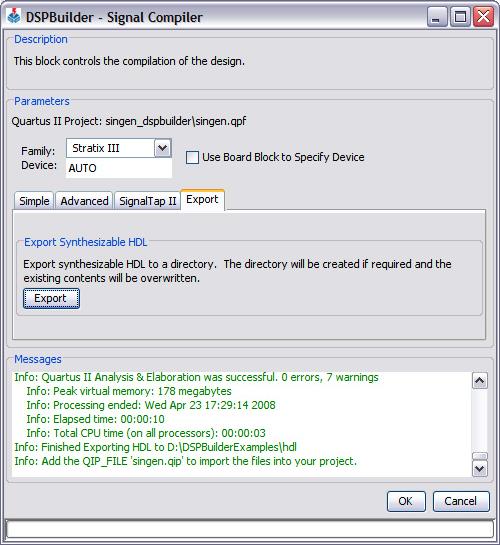 DSPBuilder - Signal Compiler
Description
This block controls the compilation of the design.
Parameters
Quartus II Project: singen_dspbuilder\singen.qpf
Family: Stratix III
Use Board Block to Specify Device
Device: AUTO
Simple Advanced SignalTap II Export
Export Synthesizable HDL
Export synthesizable HDL to a directory. The directory will be created if required and the
existing contents will be overwritten.
Export
Messages
Info: Quartus II Analysis & Elaboration was successful. 0 errors, 7 warnings
Info: Peak virtual memory: 178 megabytes
Info: Processing ended: Wed Apr 23 17:29:14 2008
Info: Elapsed time: 00:00:10
Info: Total CPU time (on all processors): 00:00:03
Info: Finished Exporting HDL to D:\DSPBuilderExamples\hdl
Info: Add the QIP_FILE 'singen.qip' to import the files into your project.
OK Cancel